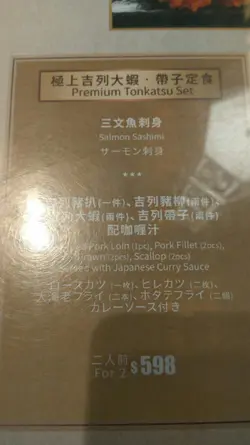 極上吉列大蝦・帶子定食
Premium Tonkatsu Set
三文魚刺身
Salmon Sashimi
サーモン刺身
***
吉列豬扒(一件)、吉列豬柳(兩件)、
列大蝦(兩件)、吉列帶子(兩件)
配咖喱汁
Pork Loin (1pc), Pork Fillet (2pcs),
(2pcs), Scallop (2pcs)
with Japanese Curry Sauce
ロースカツ (一枚)、ヒレカツ (二枚)、
大海老フライ (二本)、ホタテフライ (二個)
カレーソース付き
二人前
For 2
$598